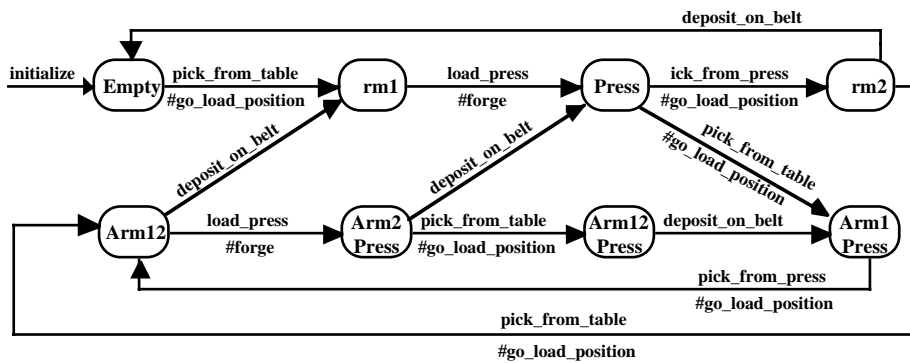 deposit_on_belt
initialize
Empty
pick_from_table
#go_load_position
rm1
load_press
#forge
Press
ick_from_press
#go_load_position
rm2
deposit_on_belt
deposit_on_belt
pick_from_table
#go_load_position
Arm12
load_press
#forge
Arm2
Press
pick_from_table
#go_load_position
Arm12
Press
deposit_on_belt
Arm1
Press
pick_from_press
#go_load_position
pick_from_table
#go_load_position